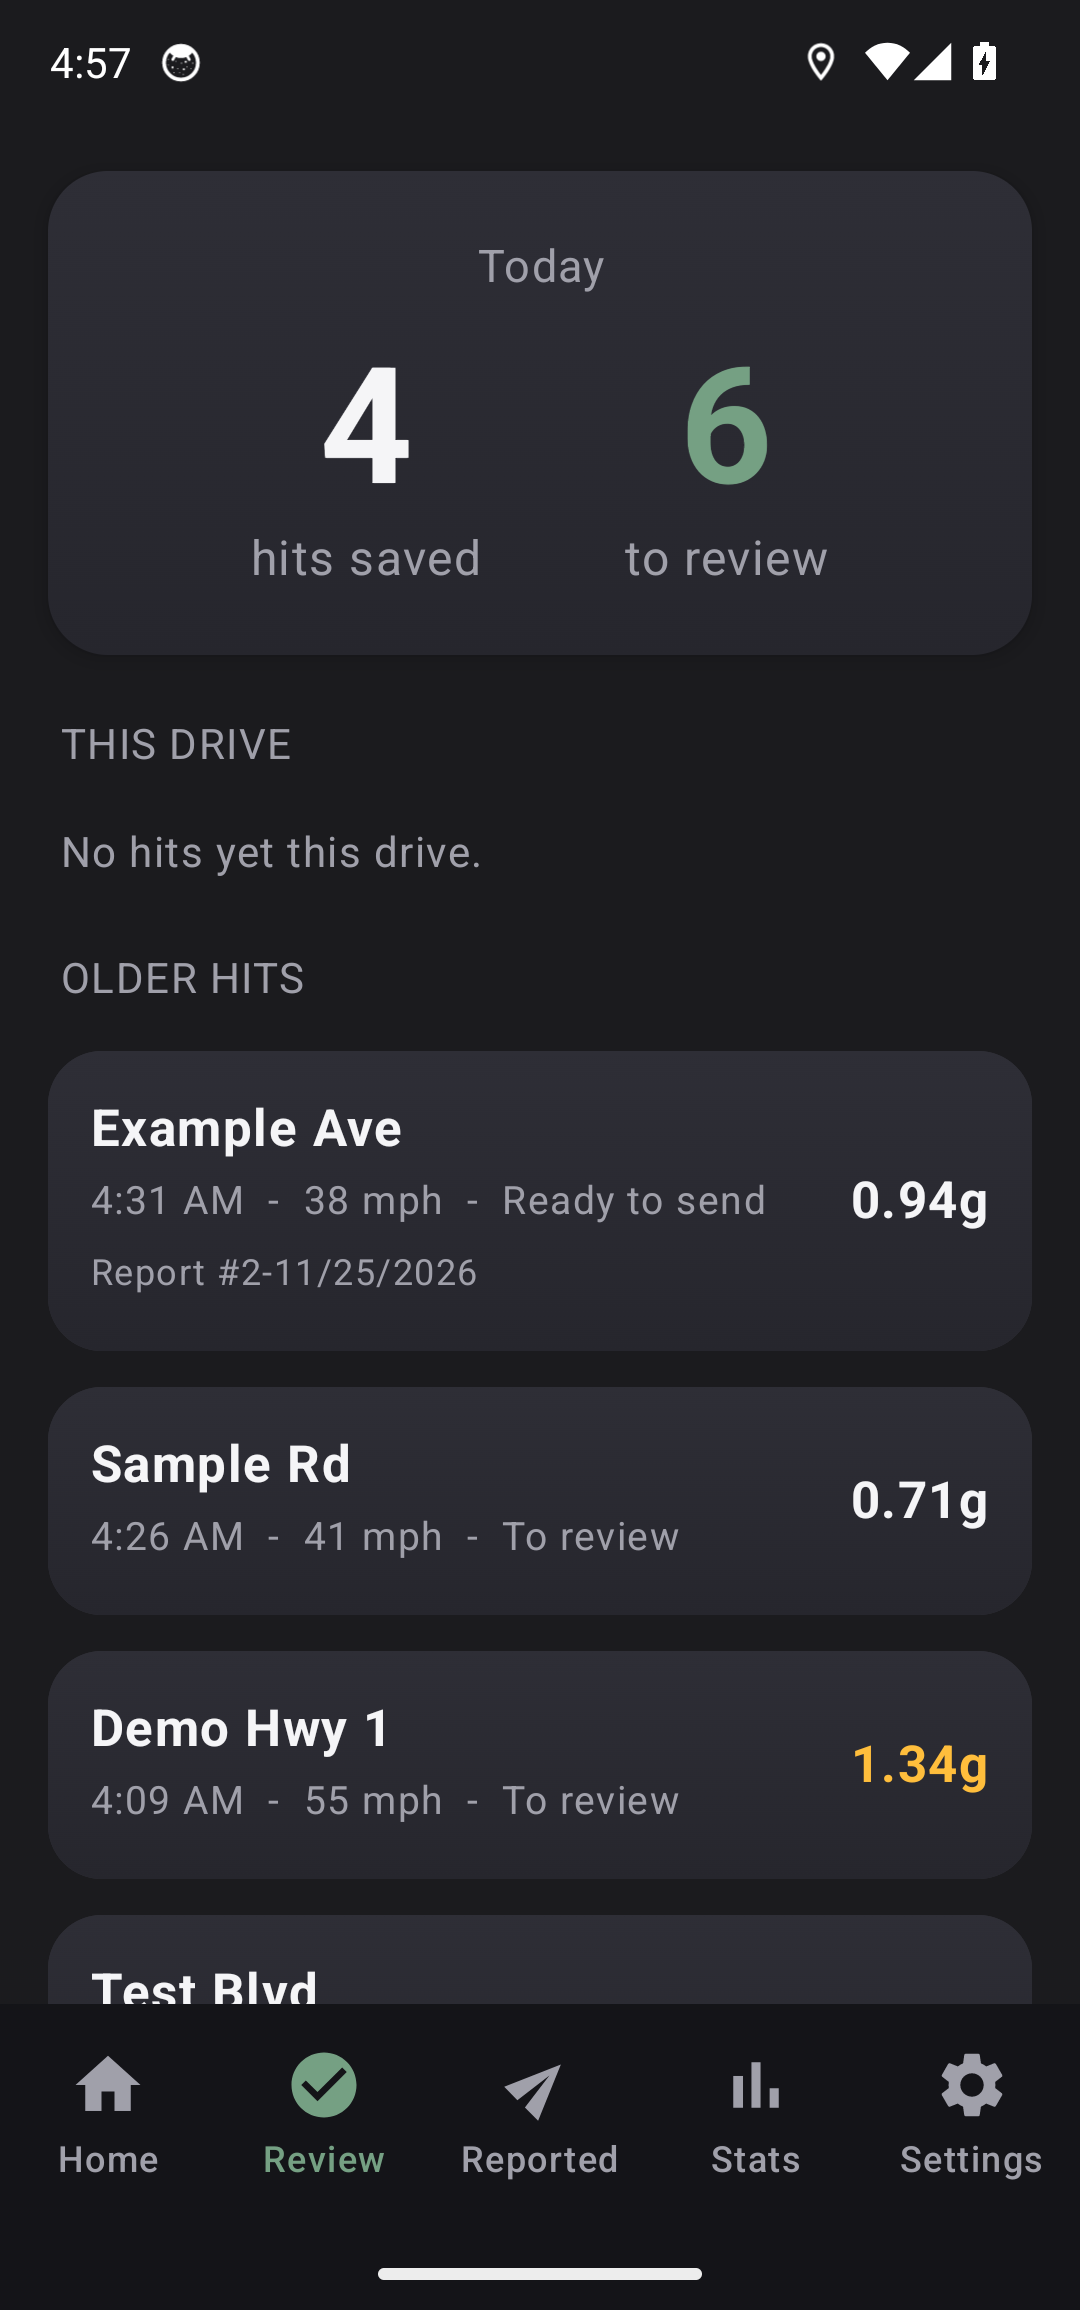 4:57
Today
4 6
hits saved to review
THIS DRIVE
No hits yet this drive.
OLDER HITS
Example Ave
4:31 AM - 38 mph - Ready to send
0.94g
Report #2-11/25/2026
Sample Rd
0.71g
4:26 AM - 41 mph - To review
Demo Hwy 1
1.34g
4:09 AM - 55 mph - To review
Test Blvd
Home Review Reported Stats Settings